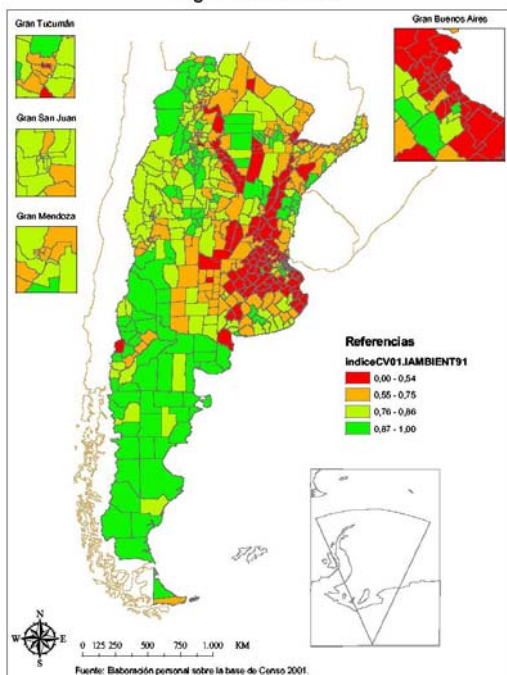 Gran Tucumán
Gran Buenos Aires
Gran San Juan
Gran Mendoza
Referencias
indiceCV01.IAMBIENT91
0,00 - 0,54
0,55 - 0,75
0,76 - 0,86
0,87 - 1,00
N
W E
S
0 125 250 500 750 1.000 KM
Fuente: Elaboración personal sobre la base de Censo 2001.